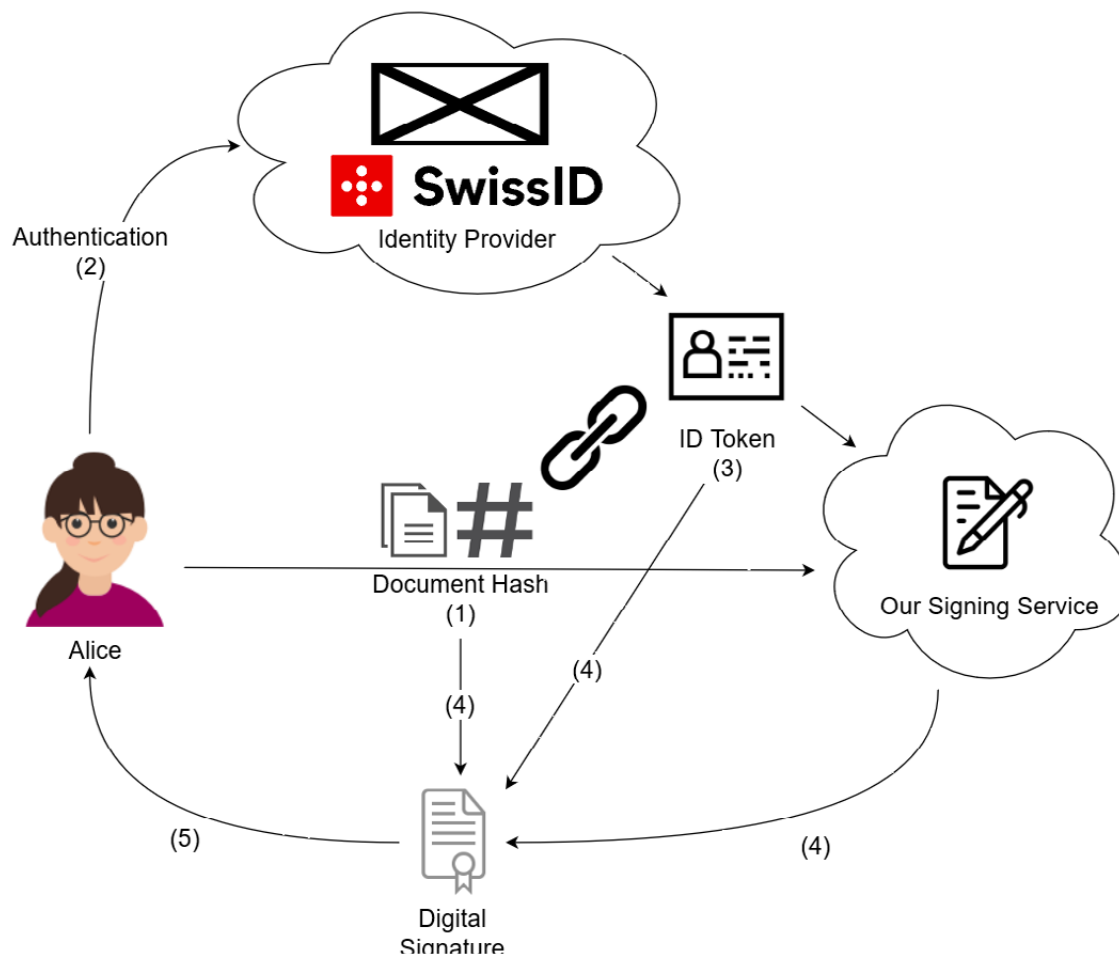 SwissID
Identity Provider
Authentication
(2)
ID Token
(3)
Document Hash
(1)
Our Signing Service
Alice
(4)
(4)
(5)
(4)
Digital
Signature